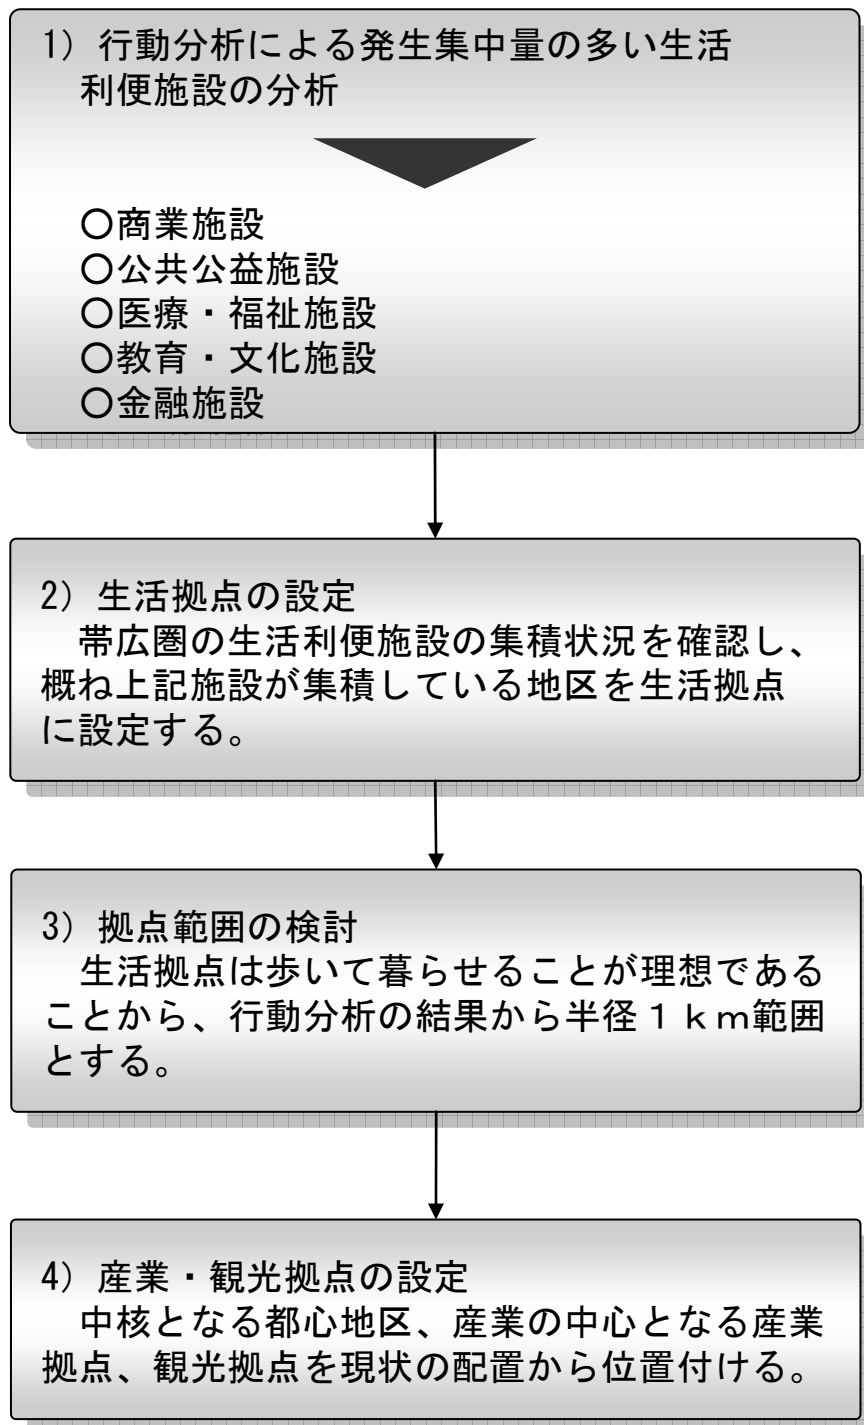 1）行動分析による発生集中量の多い生活
利便施設の分析
○商業施設
○公共公益施設
○医療・福祉施設
○教育・文化施設
○金融施設
2）生活拠点の設定
帯広圏の生活利便施設の集積状況を確認し、
概ね上記施設が集積している地区を生活拠点
に設定する。
3）拠点範囲の検討
生活拠点は歩いて暮らせることが理想である
ことから、行動分析の結果から半径１ｋｍ範囲
とする。
4）産業・観光拠点の設定
中核となる都心地区、産業の中心となる産業
拠点、観光拠点を現状の配置から位置付ける。